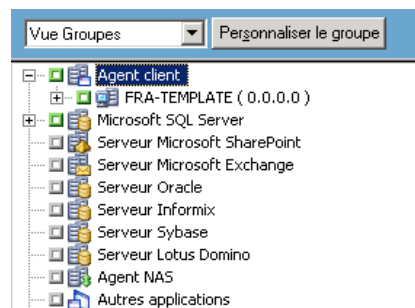 Vue Groupes
Personnaliser le groupe
Agent client
FRA-TEMPLATE ( 0.0.0.0 )
Microsoft SQL Server
Serveur Microsoft SharePoint
Serveur Microsoft Exchange
Serveur Oracle
Serveur Informix
Serveur Sybase
Serveur Lotus Domino
Agent NAS
Autres applications